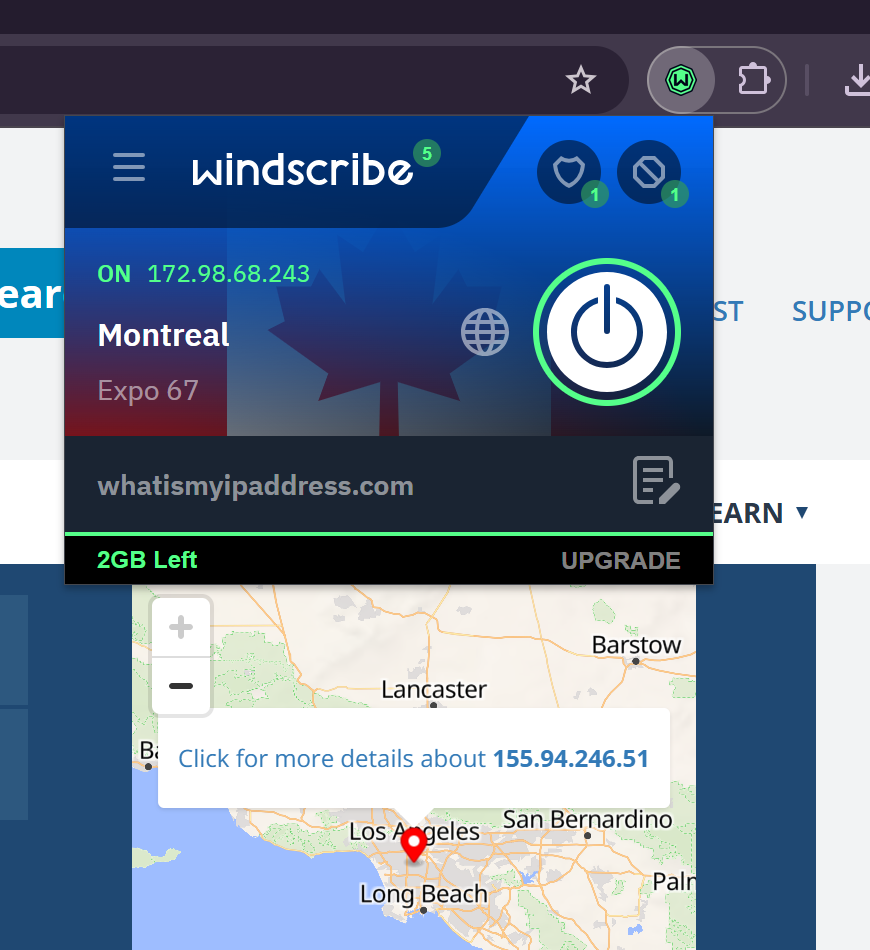 windscribe 5
1 1
ON 172.98.68.243
Montreal
Expo 67
ear
ST SUPPO
whatismyipaddress.com
EARN ▼
2GB Left UPGRADE
+
Barstow
−
Lancaster
Ba
Click for more details about 155.94.246.51
San Bernardino
Los Angeles
Palm
Long Beach